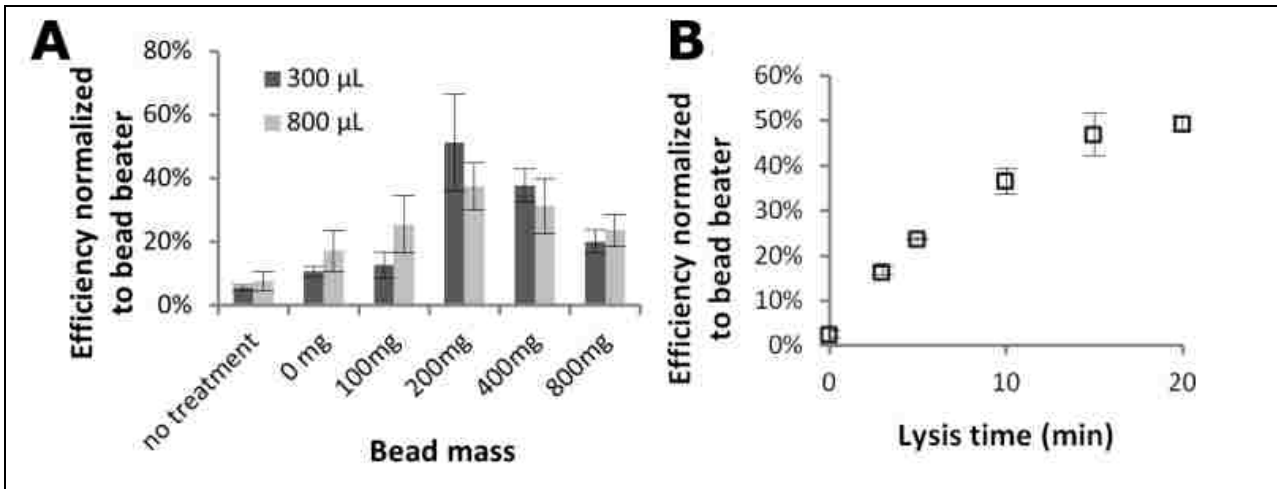 A
Efficiency normalized
to bead beater
80%
60%
40%
20%
0%
300 µL
800 µL
no treatment
0 mg
100mg
200mg
400mg
800mg
Bead mass
B
Efficiency normalized
to bead beater
60%
50%
40%
30%
20%
10%
0%
0
10
20
Lysis time (min)